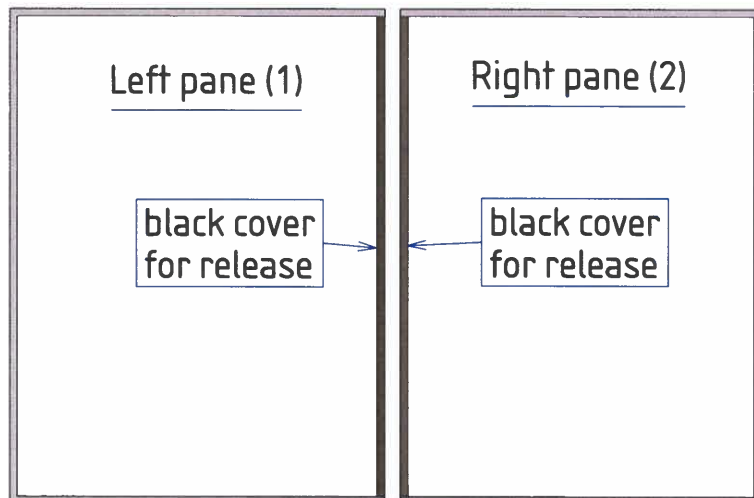 Left pane (1)
Right pane (2)
black cover
for release
black cover
for release